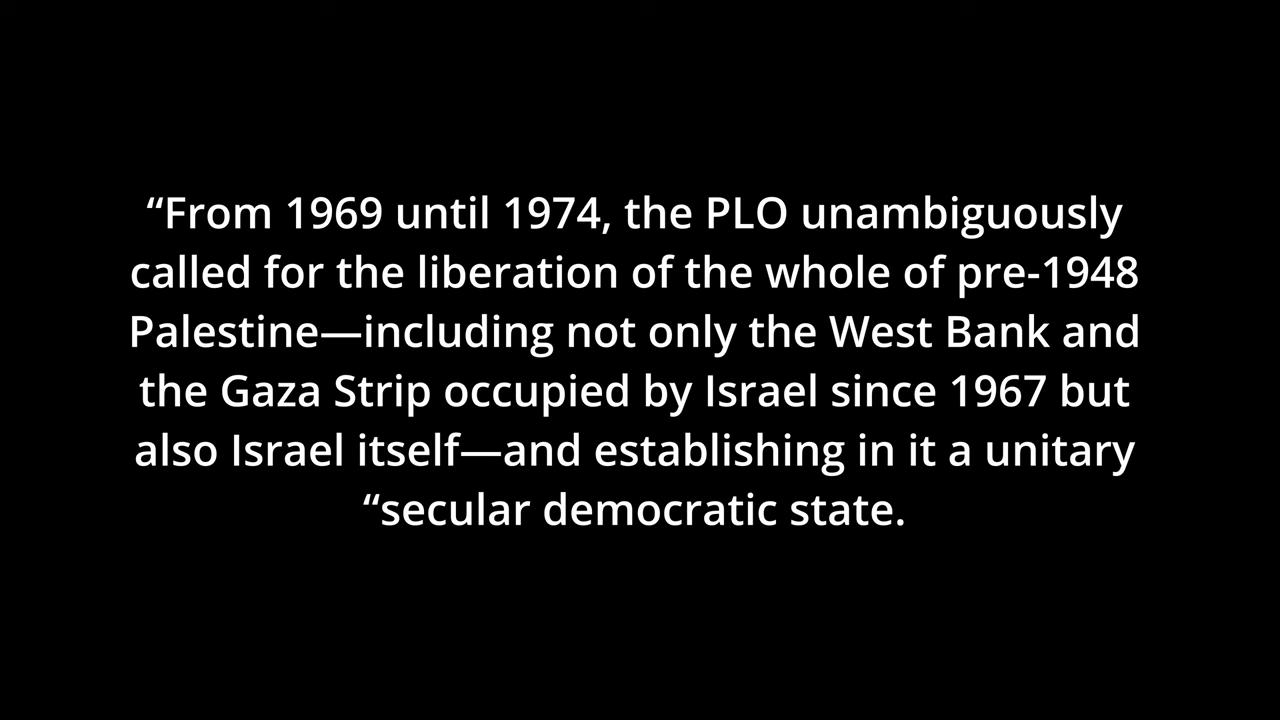 “From 1969 until 1974, the PLO unambiguously
called for the liberation of the whole of pre-1948
Palestine—including not only the West Bank and
the Gaza Strip occupied by Israel since 1967 but
also Israel itself—and establishing in it a unitary
“secular democratic state.